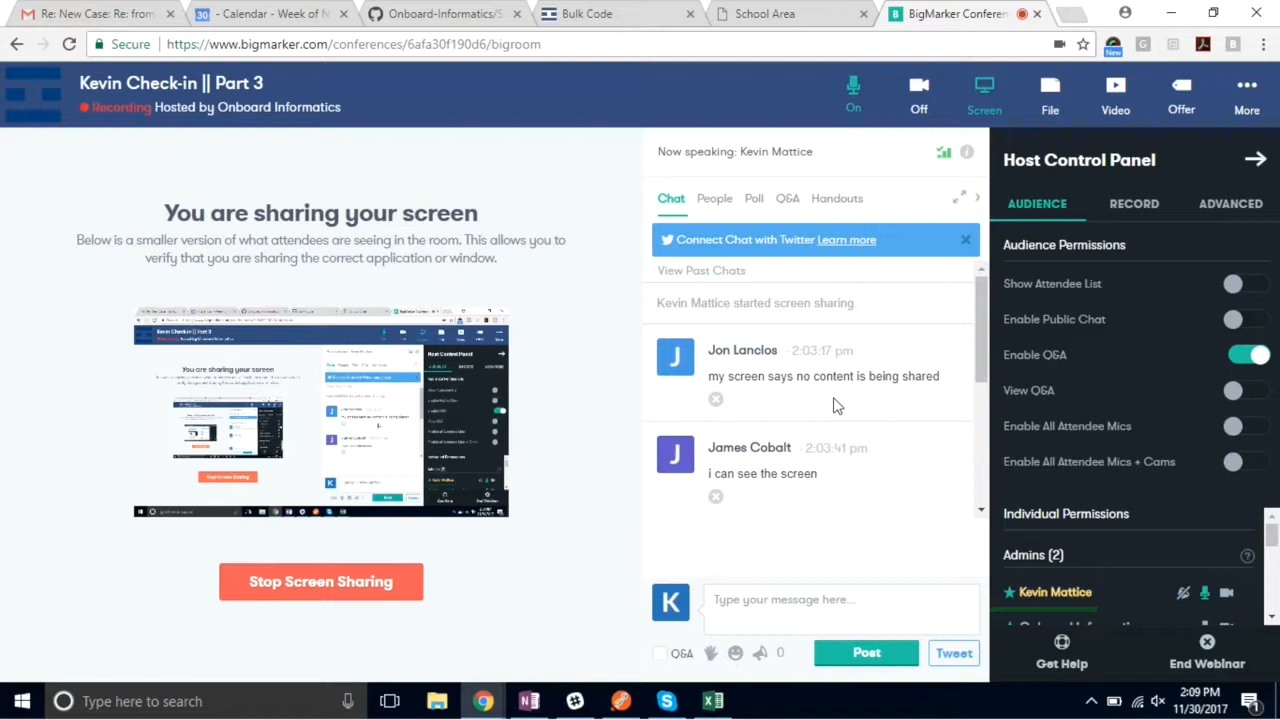 Re: New Case: Re: from
30
- Calendar - Week of N
Onboard-Informatics/S
Bulk Code
School Area
BigMarker Conferen
Secure
https://www.bigmarker.com/conferences/6afa30f190d6/bigroom
New
Kevin Check-in || Part 3
Recording Hosted by Onboard Informatics
On
Off
Screen
File
Video
Offer
More
You are sharing your screen
Below is a smaller version of what attendees are seeing in the room. This allows you to
verify that you are sharing the correct application or window.
Stop Screen Sharing
Now speaking: Kevin Mattice
Chat People Poll Q&A Handouts
Connect Chat with Twitter Learn more
View Past Chats
Kevin Mattice started screen sharing.
J
Jon Lanclos - 2:03:17 pm
my screen says no content is being shared
J
James Cobalt - 2:03:41 pm
i can see the screen
K
Type your message here...
Q&A
0
Post
Tweet
Host Control Panel
AUDIENCE RECORD ADVANCED
Audience Permissions
Show Attendee List
Enable Public Chat
Enable Q&A
View Q&A
Enable All Attendee Mics
Enable All Attendee Mics + Cams
Individual Permissions
Admins (2)
Kevin Mattice
Get Help
End Webinar
Type here to search
2:09 PM
11/30/2017